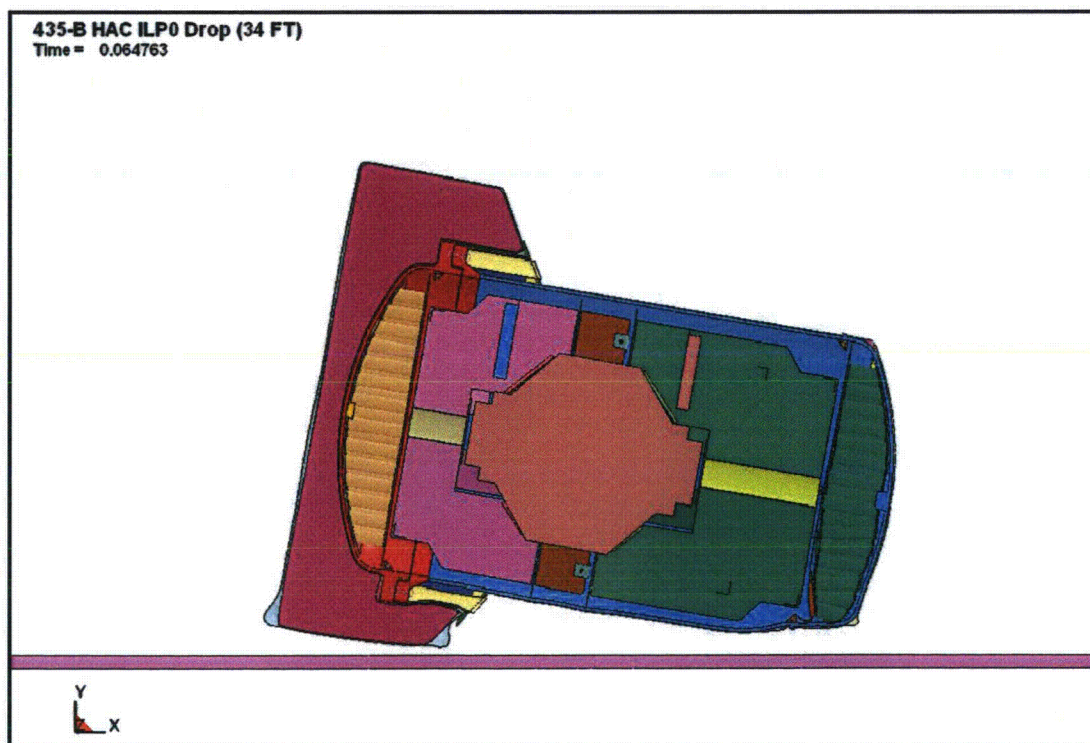 435-B HAC ILP0 Drop (34 FT)
Time = 0.064763
Y
Z X